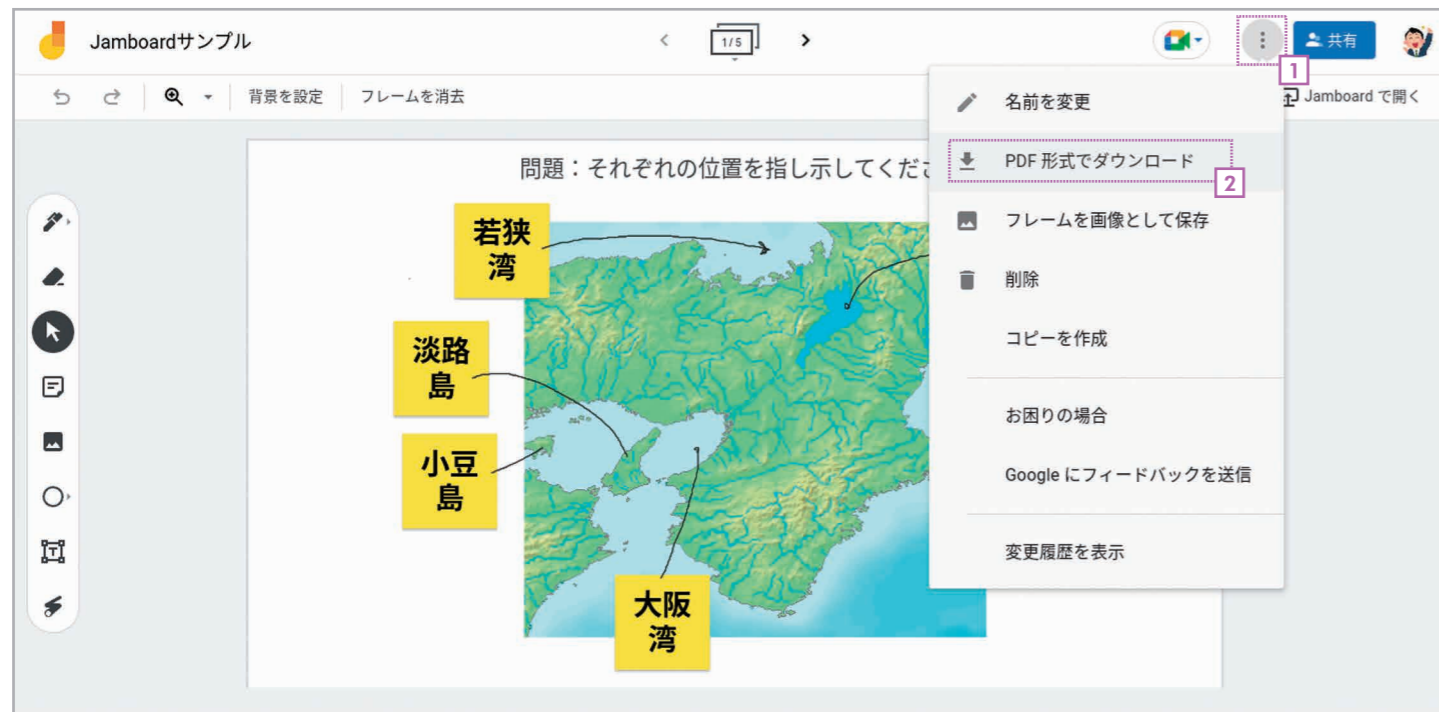 Jamboardサンプル
1/5
共有
1
背景を設定
フレームを消去
Jamboard で開く
名前を変更
PDF 形式でダウンロード
2
フレームを画像として保存
削除
コピーを作成
お困りの場合
Google にフィードバックを送信
変更履歴を表示
問題：それぞれの位置を指し示してくださ
若狭
湾
淡路
島
小豆
島
大阪
湾